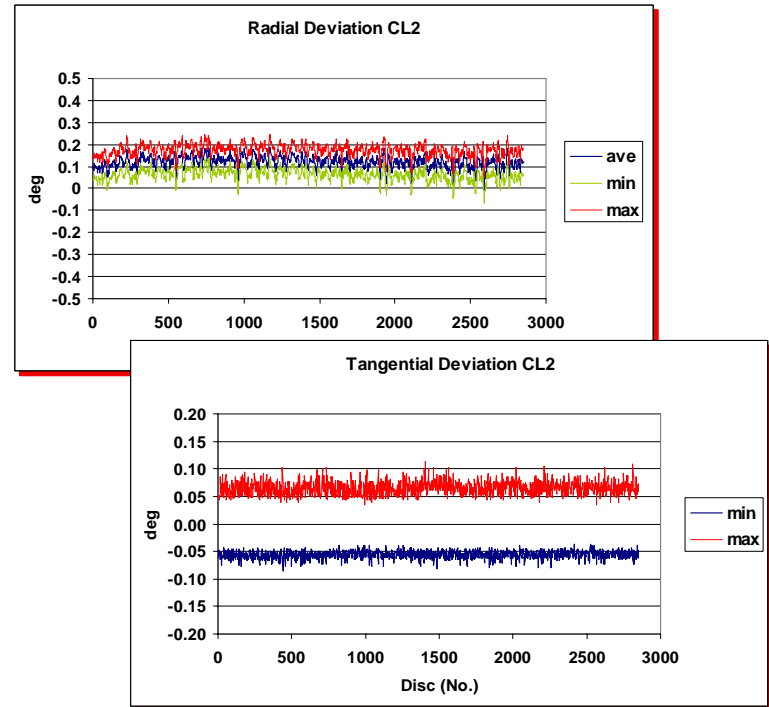 Radial Deviation CL2
0.5
0.4
0.3
0.2
0.1
0
-0.1
-0.2
-0.3
-0.4
-0.5
deg
0 500 1000 1500 2000 2500 3000
ave
min
max
Tangential Deviation CL2
0.20
0.15
0.10
0.05
0.00
-0.05
-0.10
-0.15
-0.20
deg
0 500 1000 1500 2000 2500 3000
Disc (No.)
min
max